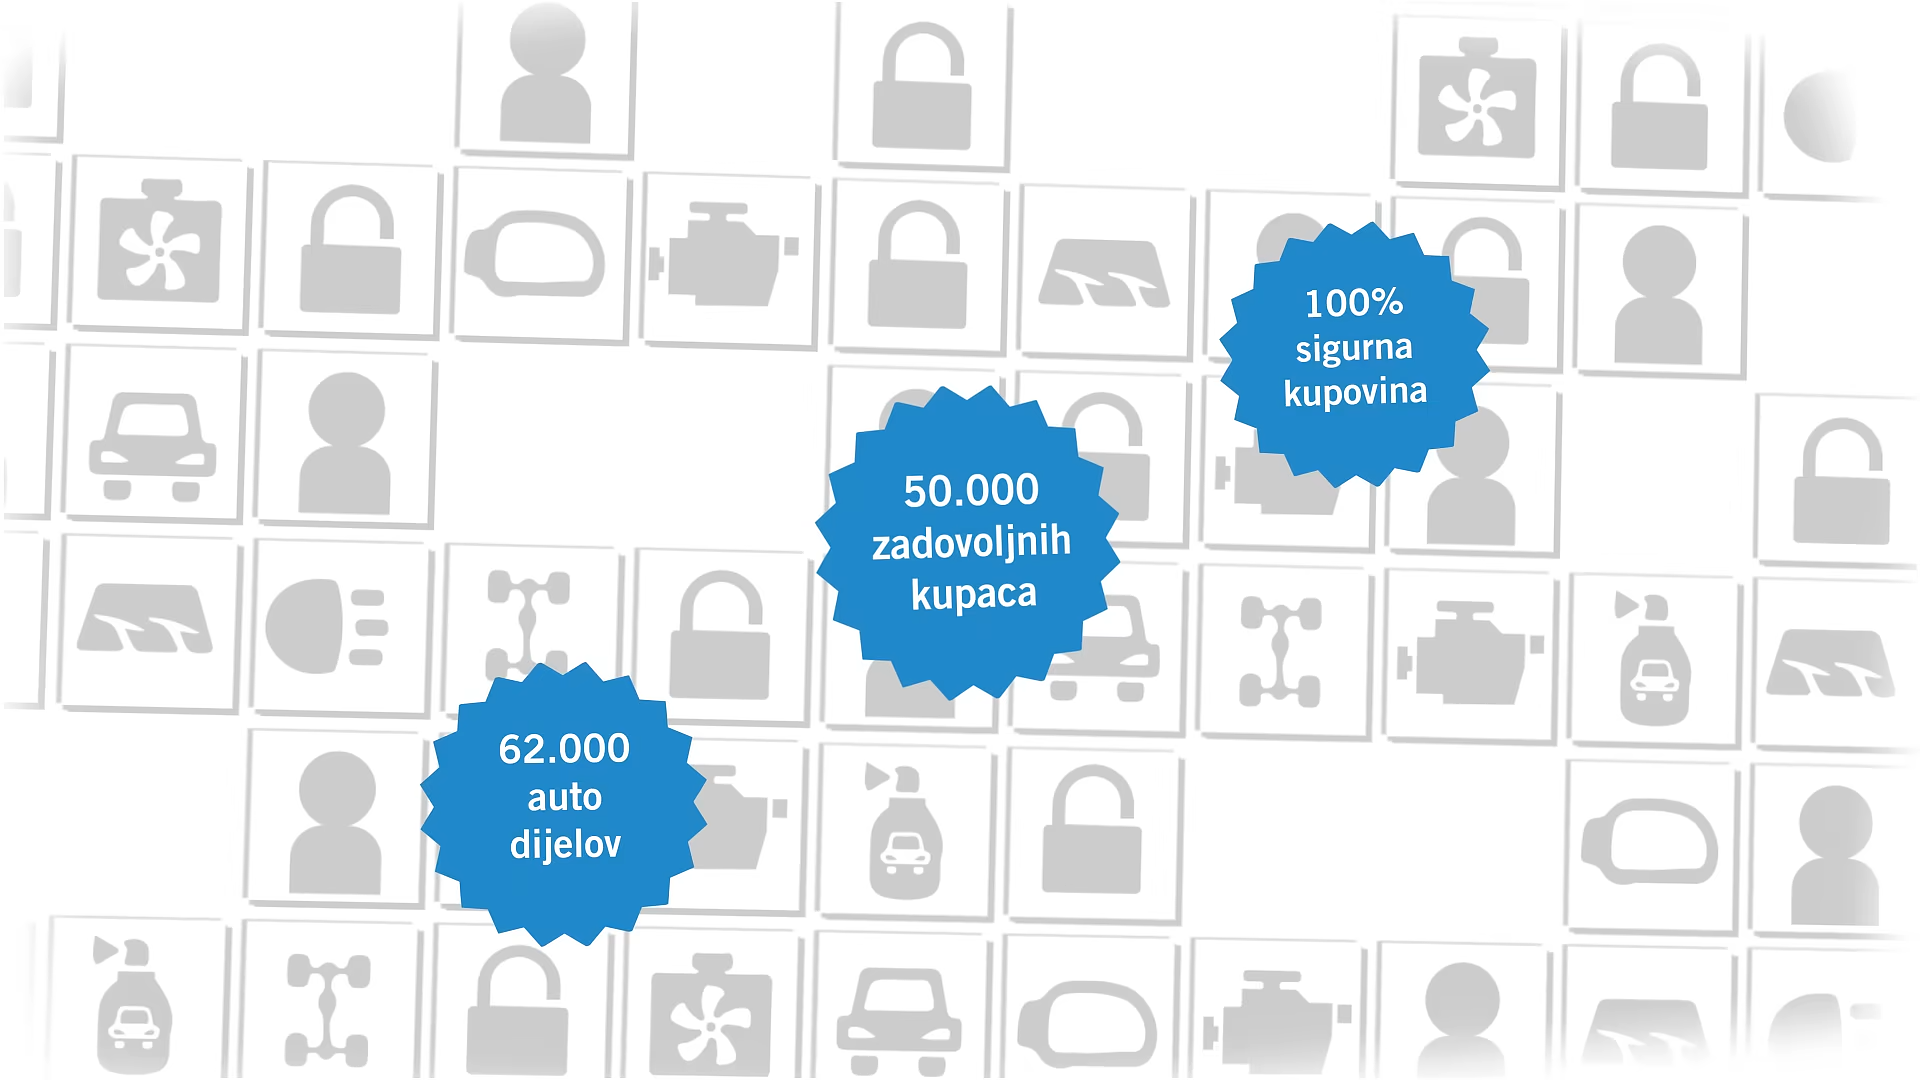 100%
sigurna
kupovina
50.000
zadovoljnih
kupaca
62.000
auto
dijelov